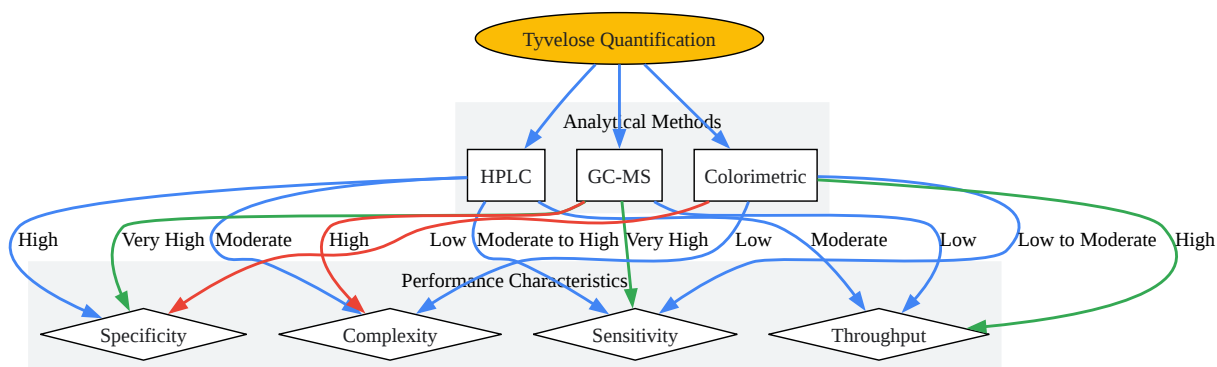 Tyvelose Quantification
Analytical Methods
HPLC
GC-MS
Colorimetric
High
Very High
Moderate
High
Low
Moderate to High
Very High
Low
Moderate
Low
Low to Moderate
High
Performance Characteristics
Specificity
Complexity
Sensitivity
Throughput